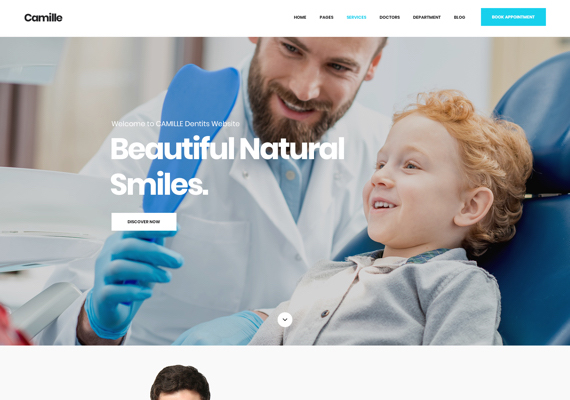 Camille
HOME
PAGES
SERVICES
DOCTORS
DEPARTMENT
BLOG
BOOK APPOINTMENT
Welcome to CAMILLE Dentits Website
Beautiful Natural
Smiles.
DISCOVER NOW